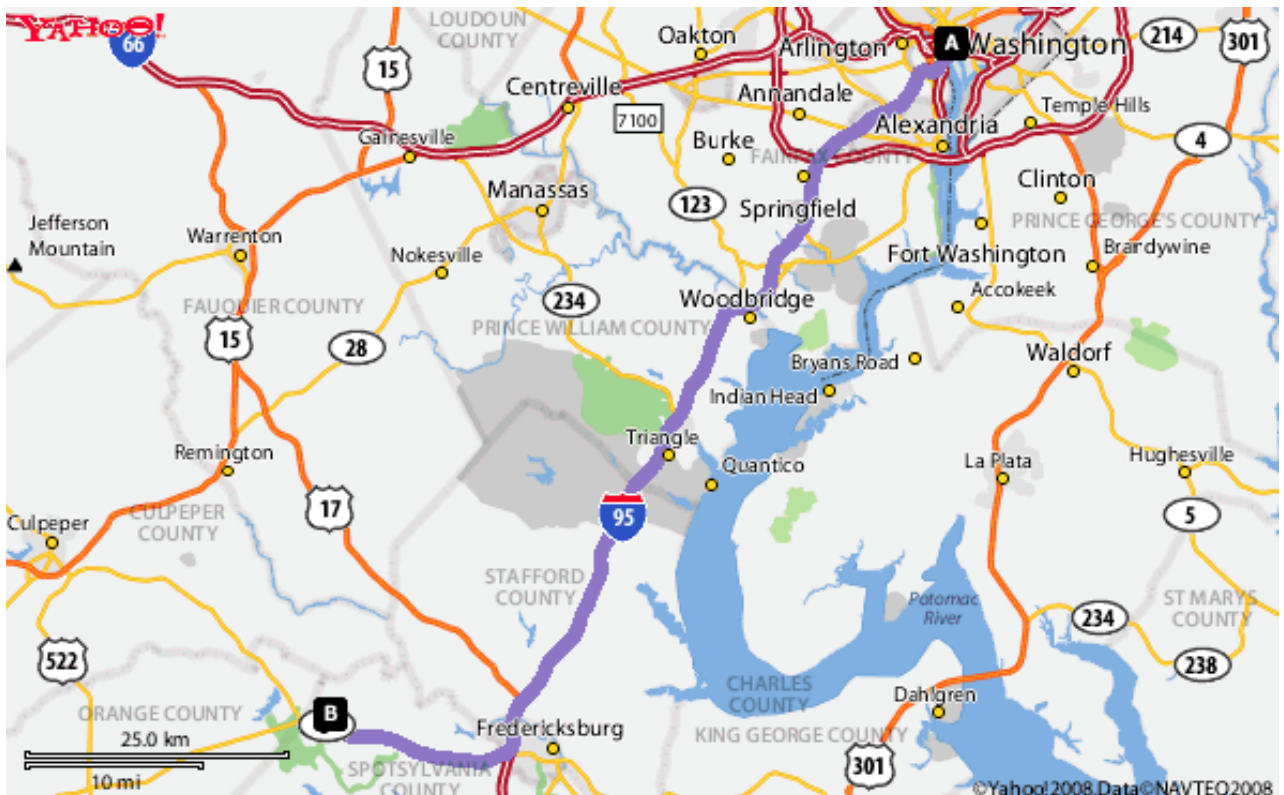 YAHOO!
66
LOUDOUN
COUNTY
15
Oakton
Arlington
A
Washington
214
301
Centreville
7100
Annandale
Temple Hills
Gainesville
Burke
Alexandria
FAIRFAX COUNTY
4
Manassas
123
Clinton
Springfield
PRINCE GEORGE'S COUNTY
Jefferson
Mountain
Warrenton
Nokesville
Fort Washington
Brandywine
FAUQUIER COUNTY
234
Woodbridge
Accokeek
PRINCE WILLIAM COUNTY
15
28
Bryans Road
Waldorf
Indian Head
Remington
Triangle
Quantico
La Plata
Hughesville
17
95
5
Culpeper
CULPEPER
COUNTY
STAFFORD
COUNTY
Potomac
River
234
ST MARYS
COUNTY
522
238
CHARLES
COUNTY
Dahlgren
ORANGE COUNTY
B
Fredericksburg
KING GEORGE COUNTY
25.0 km
10 mi
SPOTSYLVANIA
COUNTY
301
©Yahoo!2008,Data©NAVTEQ2008